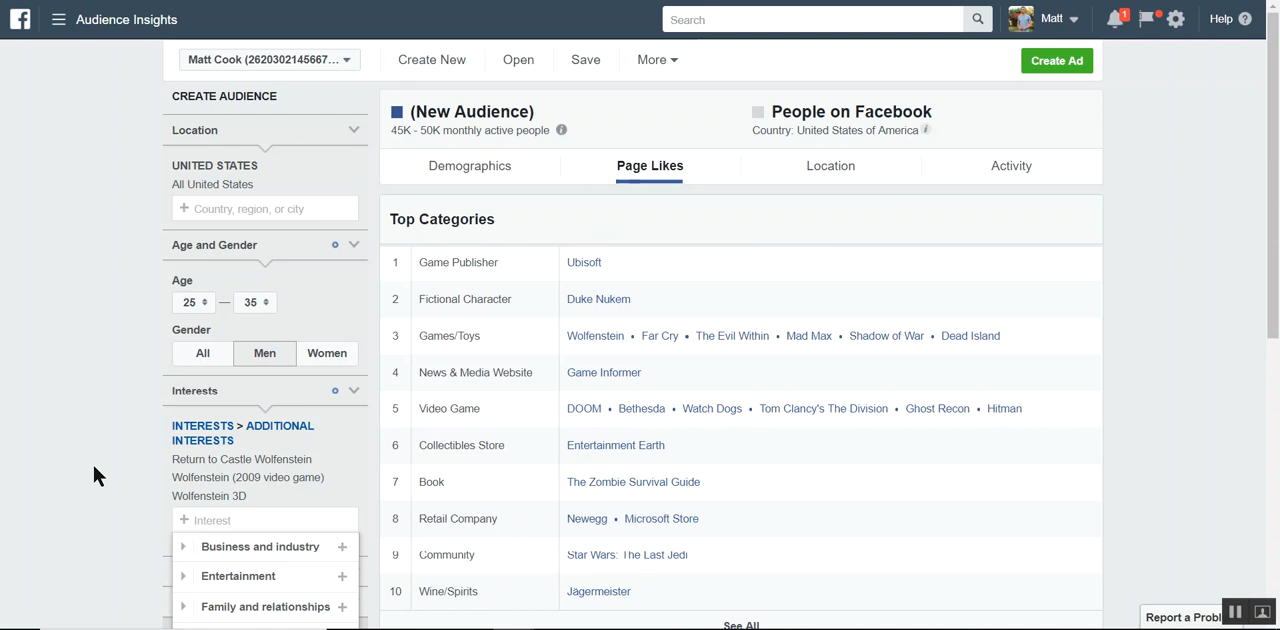 Audience Insights
Search
Matt
1
Help ?
Matt Cook (2620302145667...
Create New
Open
Save
More
Create Ad
CREATE AUDIENCE
Location
UNITED STATES
All United States
+ Country, region, or city
Age and Gender
Age
25 — 35
Gender
All Men Women
Interests
INTERESTS > ADDITIONAL
INTERESTS
Return to Castle Wolfenstein
Wolfenstein (2009 video game)
Wolfenstein 3D
+ Interest
Business and industry +
Entertainment +
Family and relationships +
(New Audience)
45K - 50K monthly active people i
People on Facebook
Country: United States of America i
Demographics Page Likes Location Activity
Top Categories
1 Game Publisher Ubisoft
2 Fictional Character Duke Nukem
3 Games/Toys Wolfenstein • Far Cry • The Evil Within • Mad Max • Shadow of War • Dead Island
4 News & Media Website Game Informer
5 Video Game DOOM • Bethesda • Watch Dogs • Tom Clancy's The Division • Ghost Recon • Hitman
6 Collectibles Store Entertainment Earth
7 Book The Zombie Survival Guide
8 Retail Company Newegg • Microsoft Store
9 Community Star Wars: The Last Jedi
10 Wine/Spirits Jägermeister
See All
Report a Probl